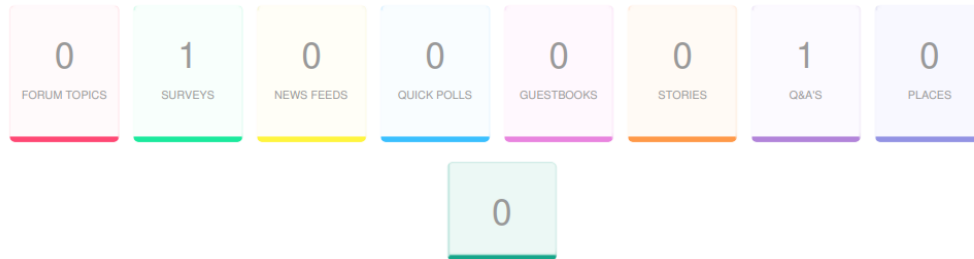 0 1 0 0 0 0 1 0
FORUM TOPICS SURVEYS NEWS FEEDS QUICK POLLS GUESTBOOKS STORIES Q&A'S PLACES
0